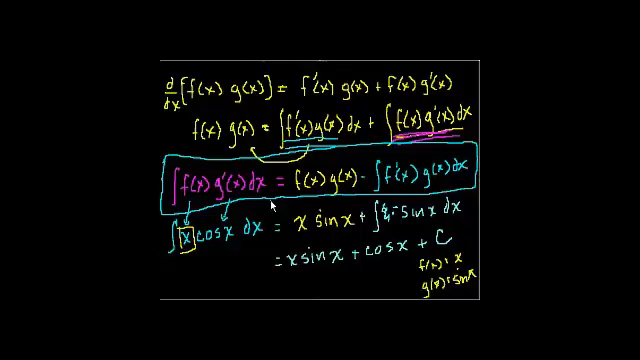 d/dx [f(x) g(x)] = f'(x) g(x) + f(x) g'(x)
f(x) g(x) = ∫ f'(x) g(x) dx + ∫ f(x) g'(x) dx
∫ f(x) g'(x) dx = f(x) g(x) - ∫ f'(x) g(x) dx
∫ x cos x dx = x sin x + ∫ - sin x dx
= x sin x + cos x + C
f(x) = x
g(x) = sin x